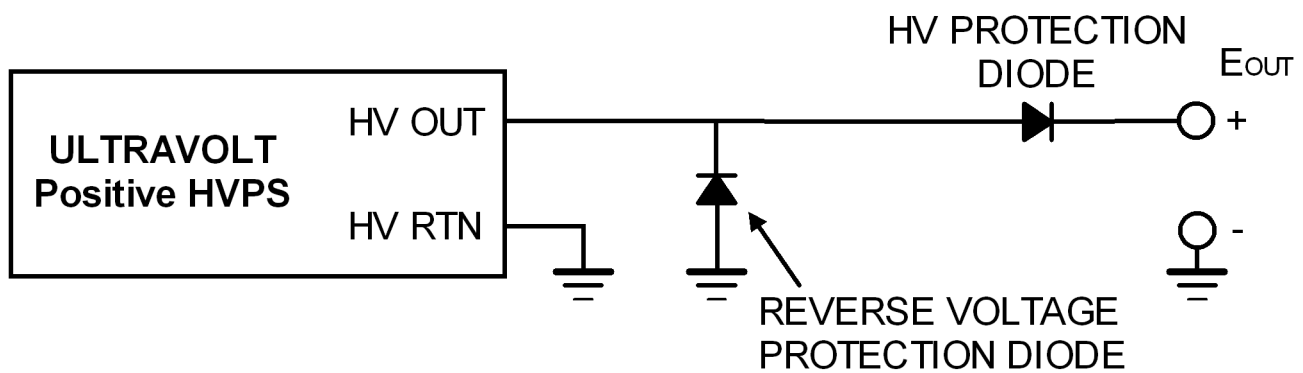 HV PROTECTION
DIODE
EOUT
HV OUT
+
ULTRAVOLT
Positive HVPS
HV RTN
-
REVERSE VOLTAGE
PROTECTION DIODE